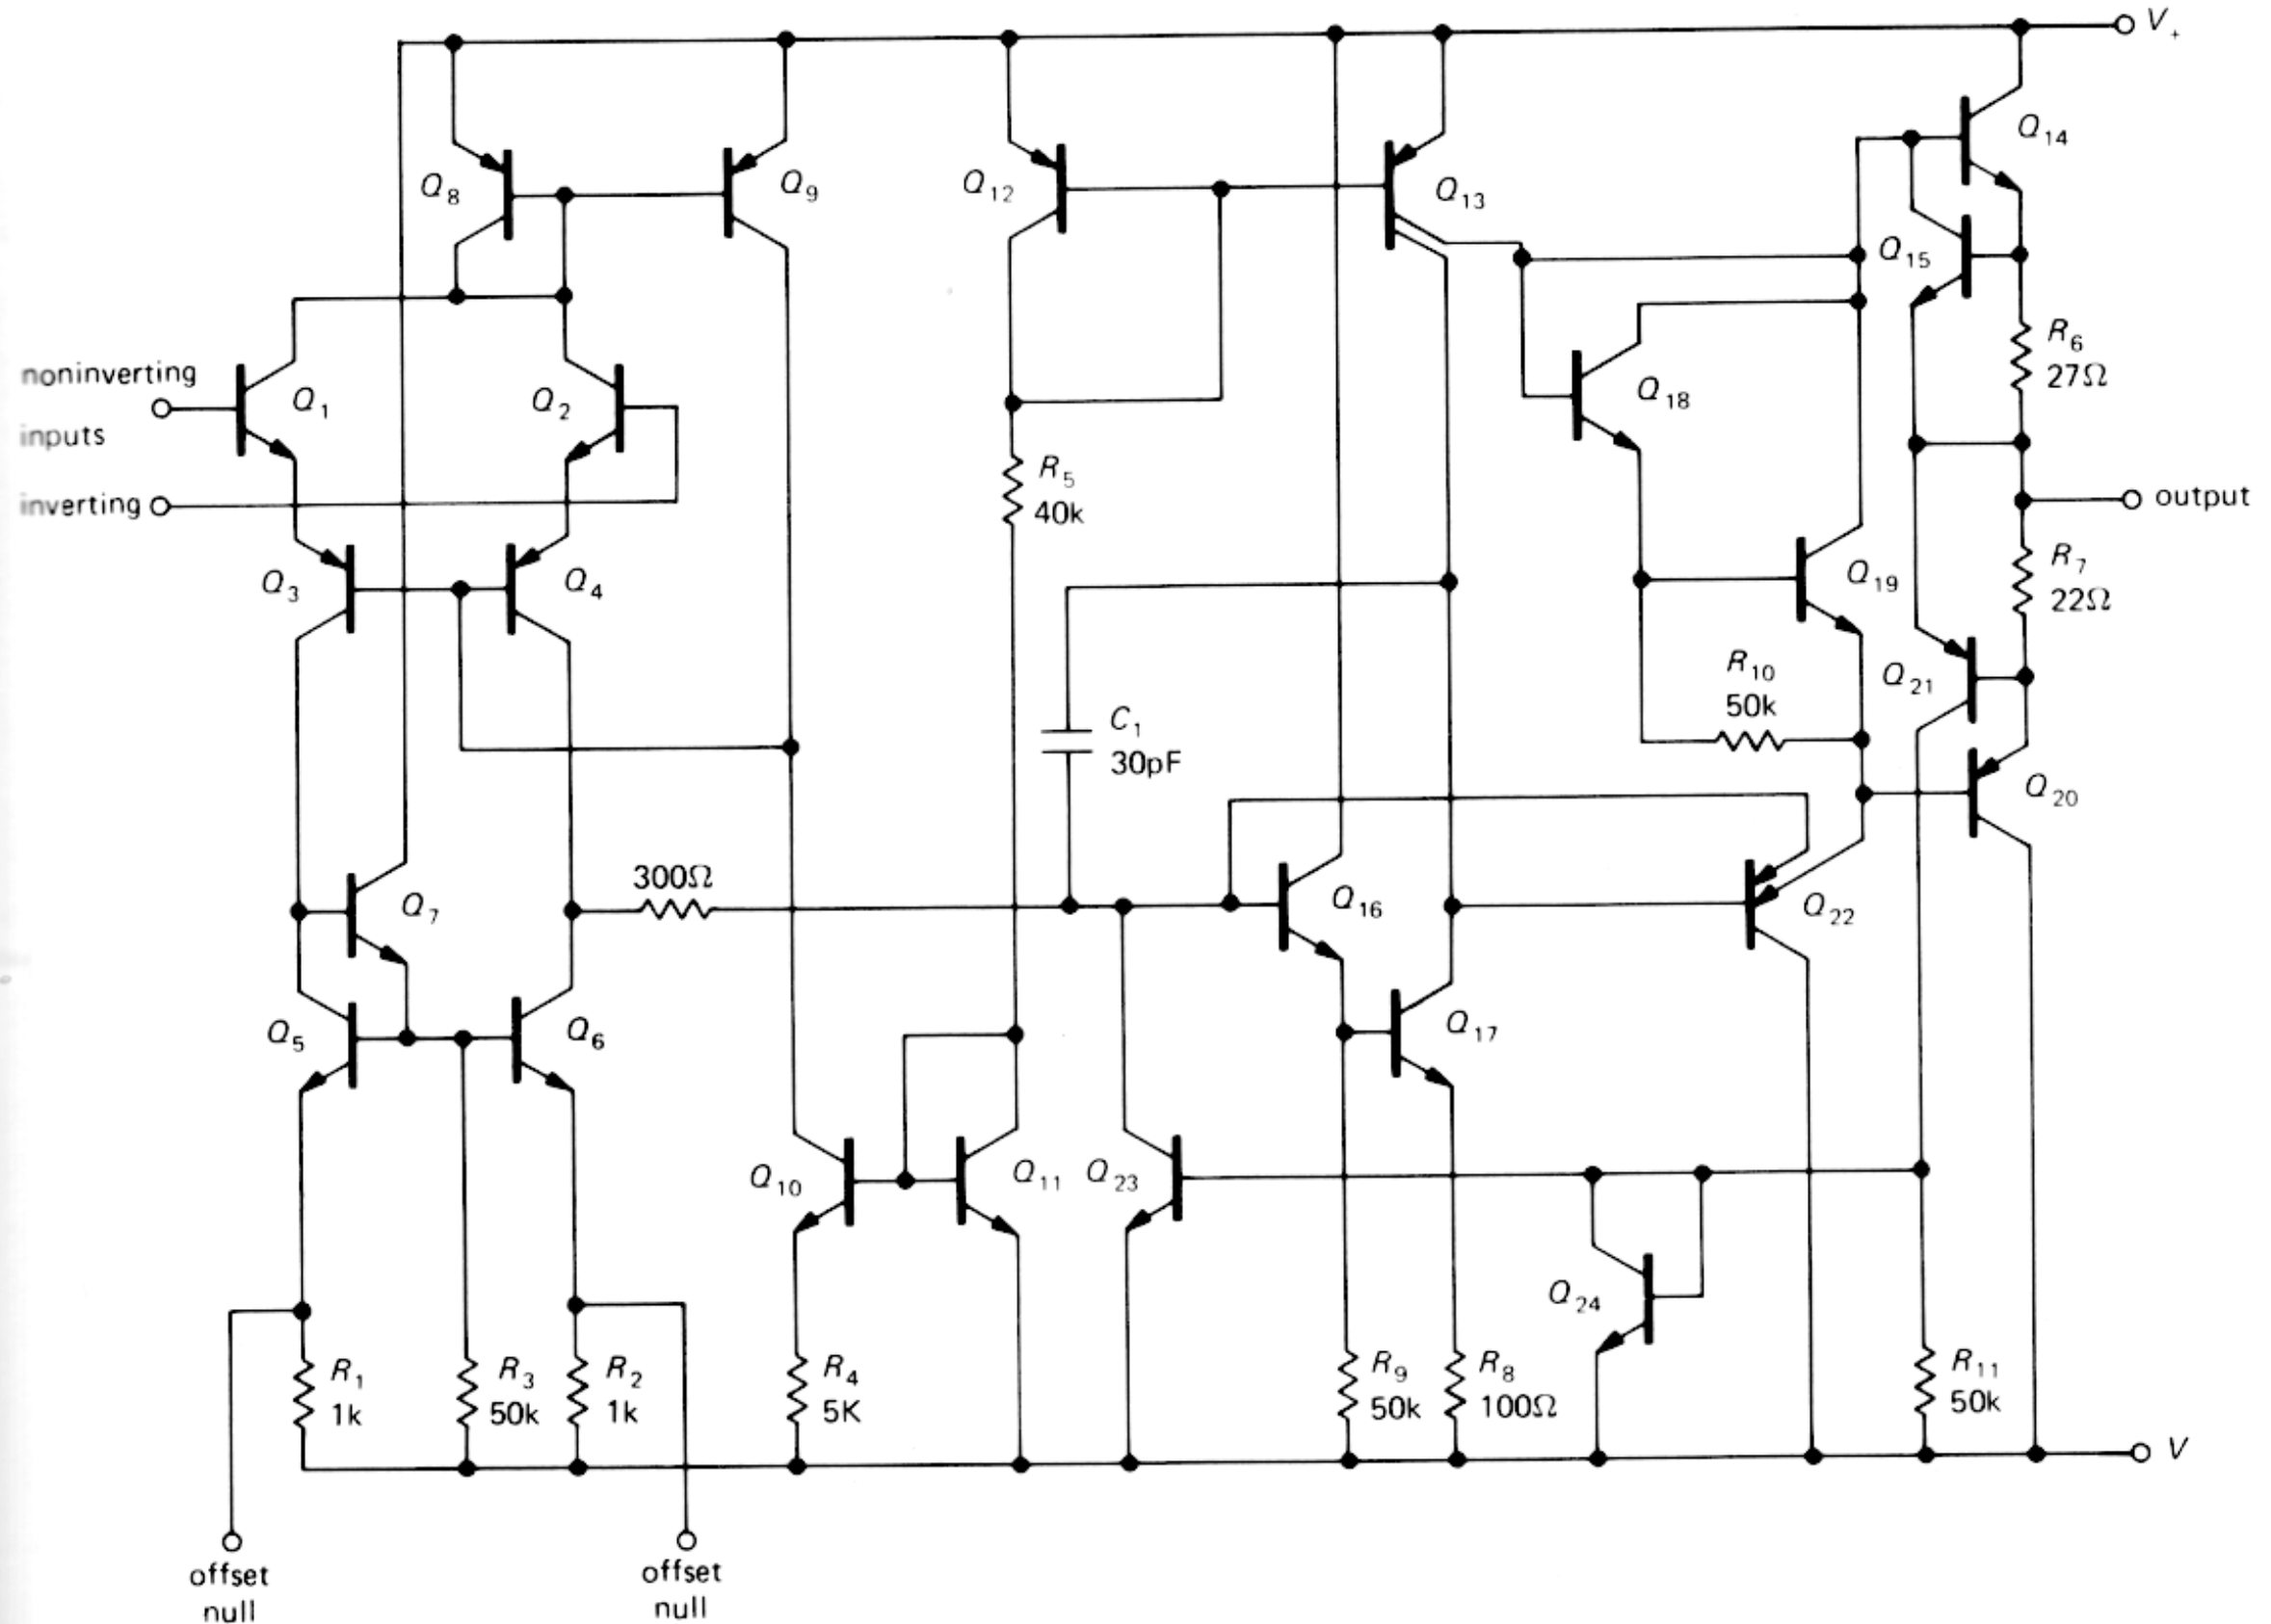 V+
Q14
Q8
Q9
Q12
Q13
Q15
R6
27Ω
noninverting
Q1
Q2
Q18
inputs
R5
40k
inverting
output
Q3
Q4
Q19
R7
22Ω
R10
50k
Q21
C1
30pF
Q20
300Ω
Q7
Q16
Q22
Q5
Q6
Q17
Q10
Q11
Q23
Q24
R1
1k
R3
50k
R2
1k
R4
5K
R9
50k
R8
100Ω
R11
50k
V
offset
null
offset
null